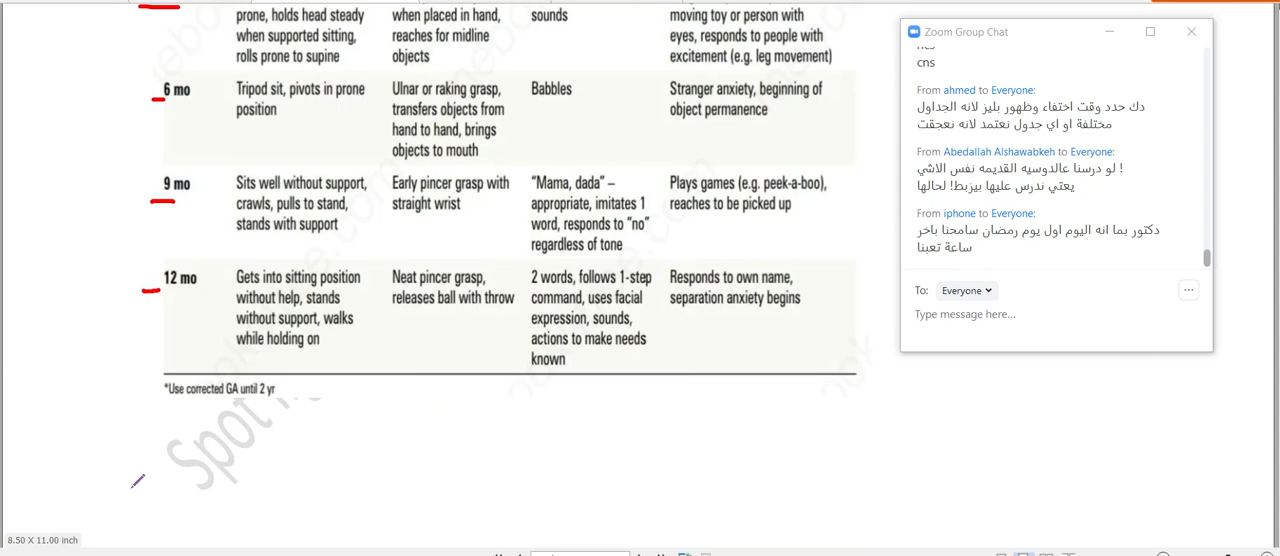 prone, holds head steady
when supported sitting,
rolls prone to supine
when placed in hand,
reaches for midline
objects
sounds
moving toy or person with
eyes, responds to people with
excitement (e.g. leg movement)
6 mo
Tripod sit, pivots in prone
position
Ulnar or raking grasp,
transfers objects from
hand to hand, brings
objects to mouth
Babbles
Stranger anxiety, beginning of
object permanence
9 mo
Sits well without support,
crawls, pulls to stand,
stands with support
Early pincer grasp with
straight wrist
“Mama, dada” –
appropriate, imitates 1
word, responds to “no”
regardless of tone
Plays games (e.g. peek-a-boo),
reaches to be picked up
12 mo
Gets into sitting position
without help, stands
without support, walks
while holding on
Neat pincer grasp,
releases ball with throw
2 words, follows 1-step
command, uses facial
expression, sounds,
actions to make needs
known
Responds to own name,
separation anxiety begins
*Use corrected GA until 2 yr
Spot
8.50 X 11.00 inch
Zoom Group Chat
cns
From ahmed to Everyone:
دك حدد وقت اختفاء وظهور بليز لانه الجداول
مختلفة او اي جدول نعتمد لانه نعجقت
From Abedallah Alshawabkeh to Everyone:
! لو درسنا عالدوسيه القديمه نفس الاشي
يعتي ندرس عليها بيزبط! لحالها
From iphone to Everyone:
دكتور بما انه اليوم اول يوم رمضان سامحنا باخر
ساعة تعبنا
To: Everyone
Type message here...